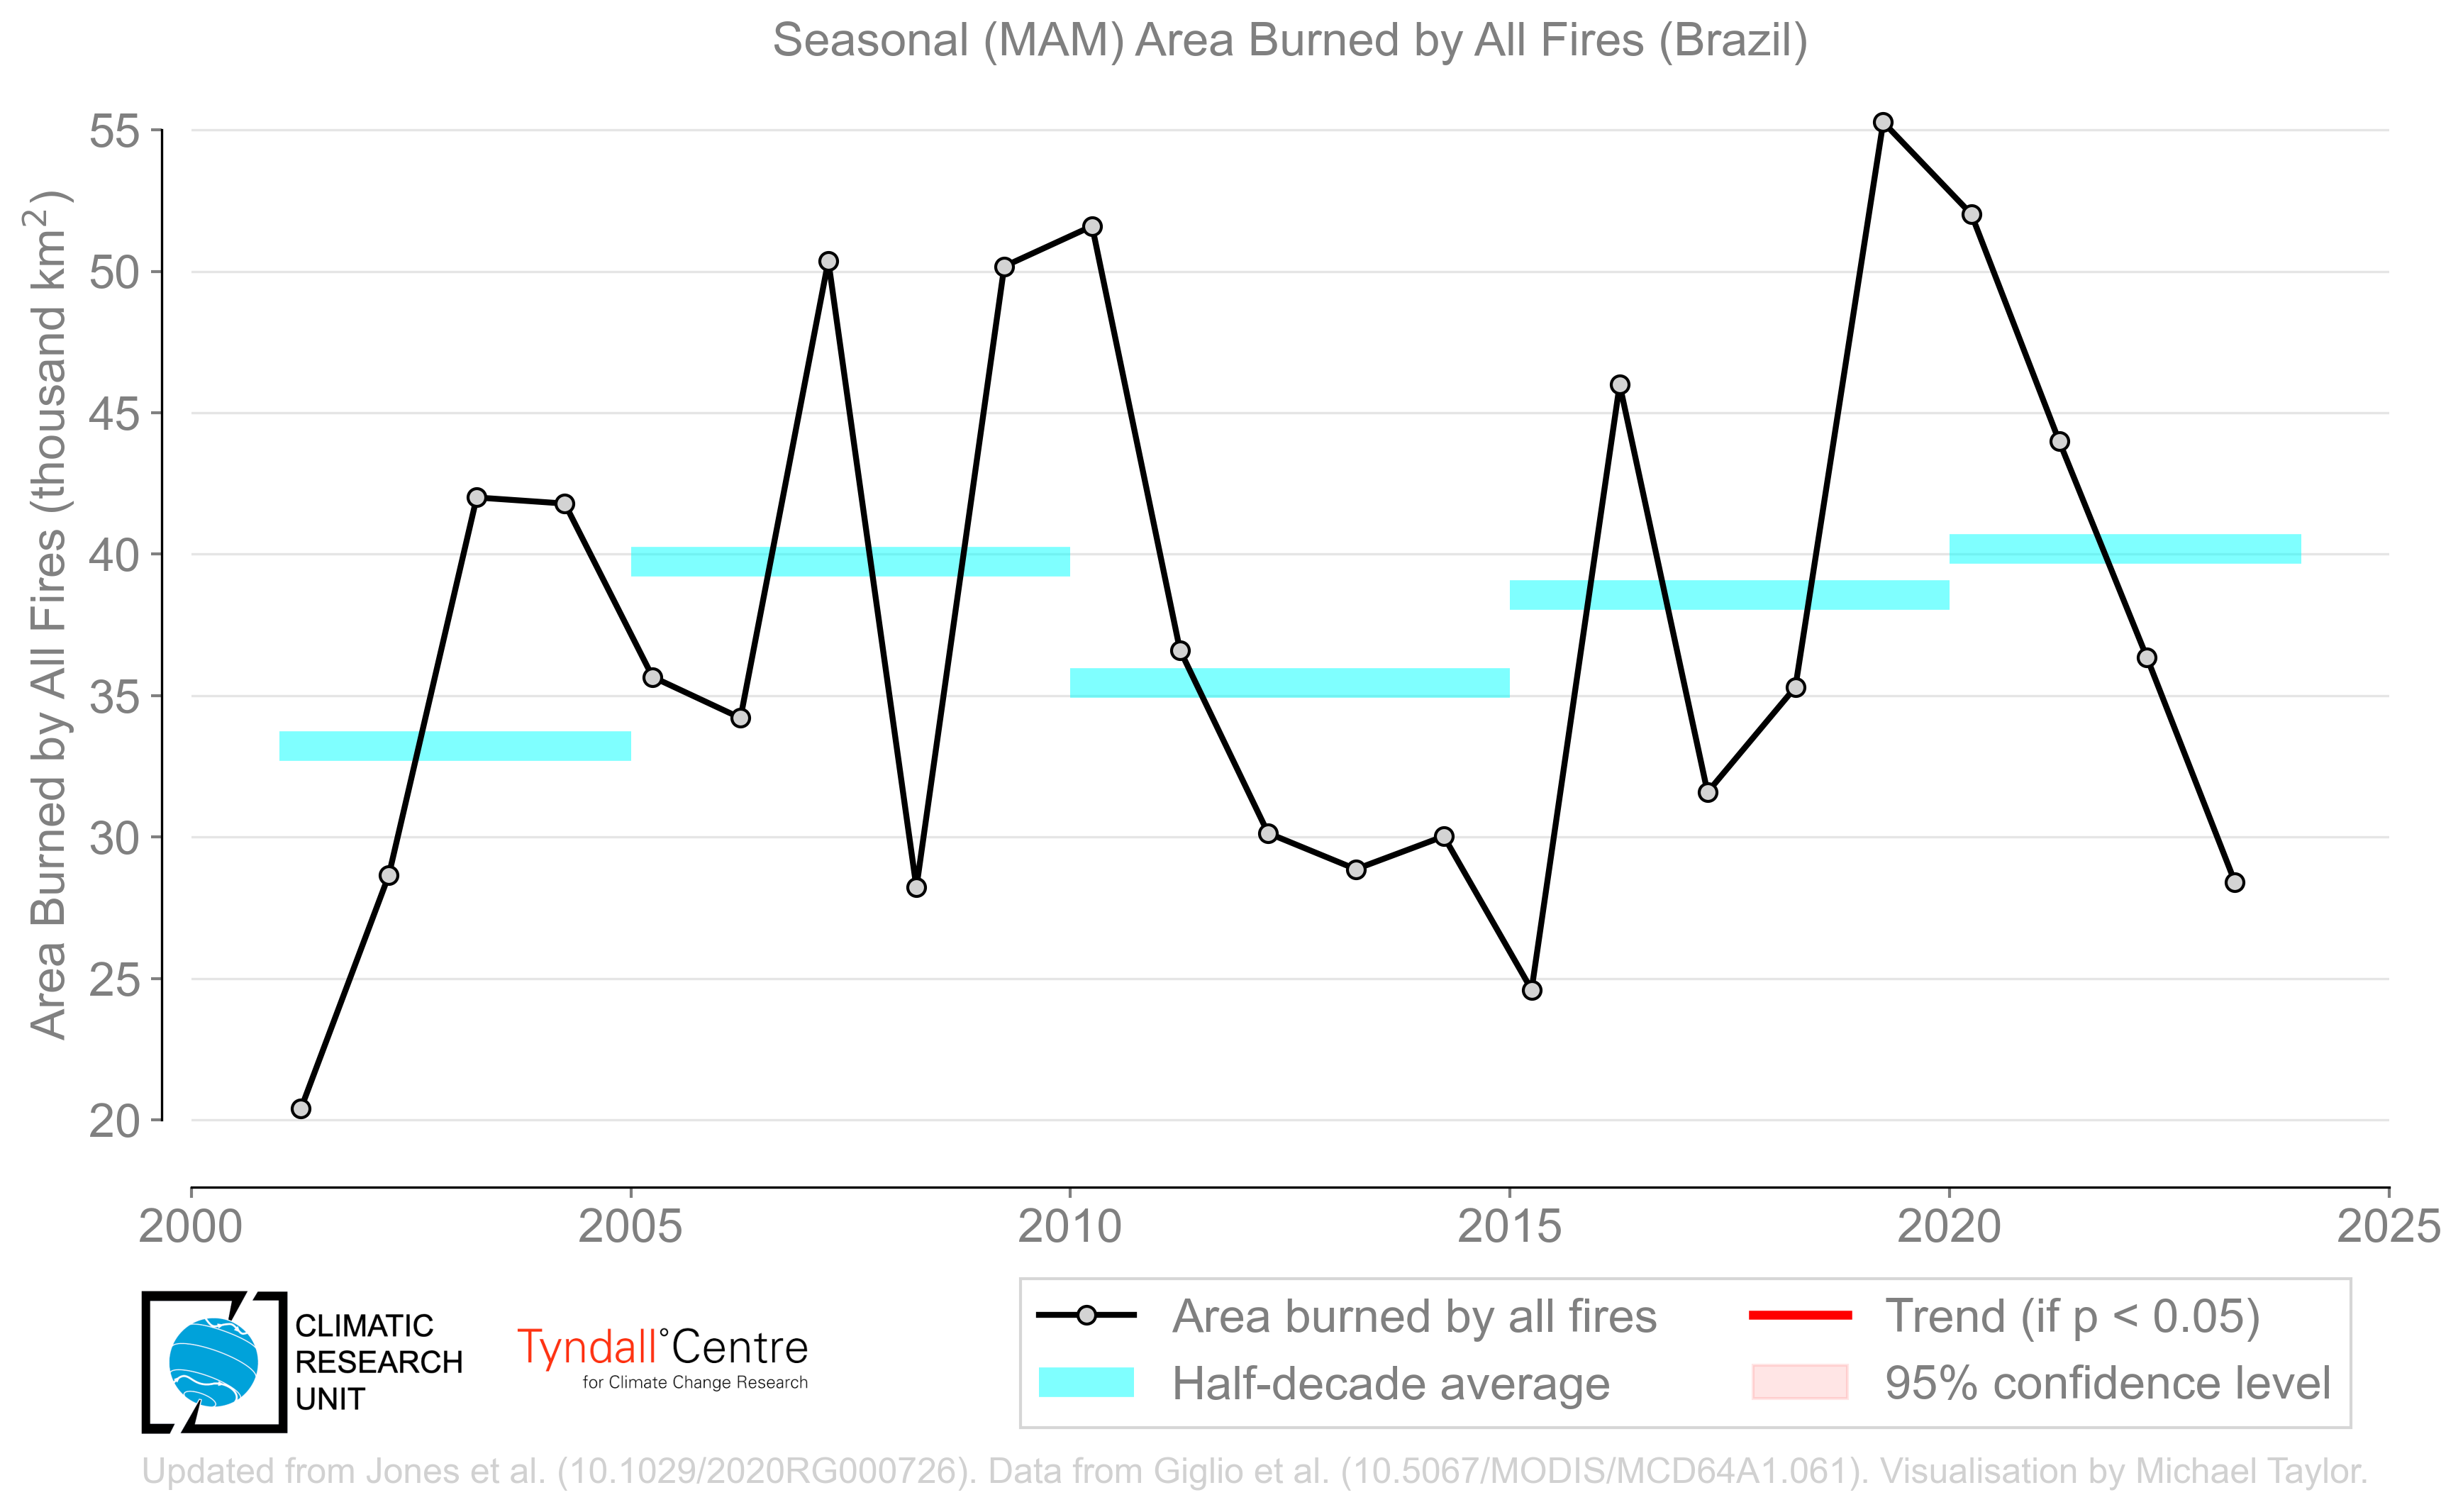 Seasonal (MAM) Area Burned by All Fires (Brazil)
Area Burned by All Fires (thousand km²)
55
50
45
40
35
30
25
20
2000 2005 2010 2015 2020 2025
CLIMATIC
RESEARCH
UNIT
Tyndall°Centre
for Climate Change Research
Area burned by all fires
Trend (if p < 0.05)
Half-decade average
95% confidence level
Updated from Jones et al. (10.1029/2020RG000726). Data from Giglio et al. (10.5067/MODIS/MCD64A1.061). Visualisation by Michael Taylor.